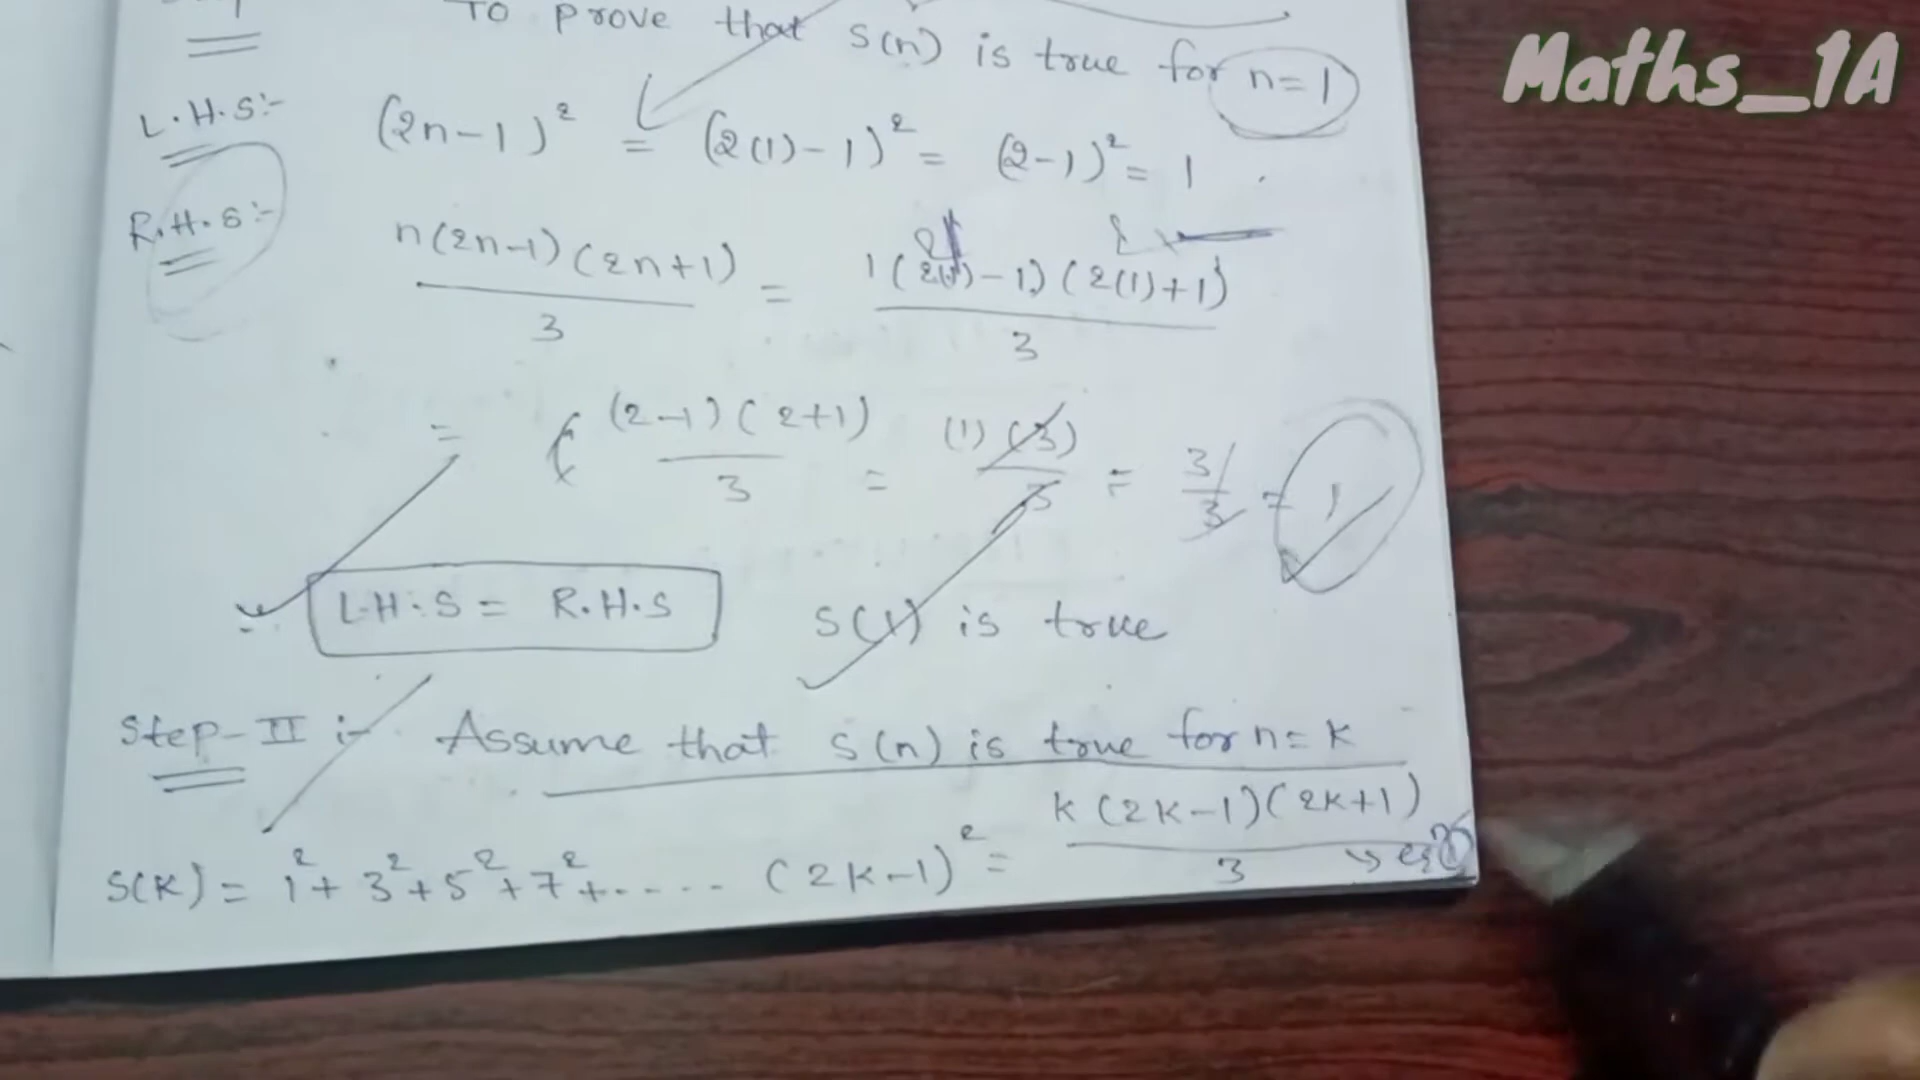 To prove that S(n) is true for n=1
Maths_1A
L.H.S:- (2n-1)² = (2(1)-1)² = (2-1)² = 1
R.H.S:- n(2n-1)(2n+1)/3 = 1(2(1)-1)(2(1)+1)/3
= (2-1)(2+1)/3 = (1)(3)/3 = 3/3 = 1
L.H.S = R.H.S S(1) is true
Step-II :- Assume that S(n) is true for n=k
S(k) = 1²+3²+5²+7²+..... (2k-1)² = k(2k-1)(2k+1)/3